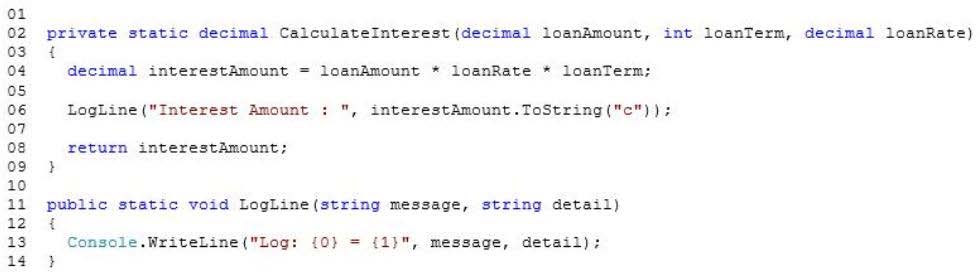 01
02 private static decimal CalculateInterest(decimal loanAmount, int loanTerm, decimal loanRate)
03 {
04   decimal interestAmount = loanAmount * loanRate * loanTerm;
05
06   LogLine("Interest Amount : ", interestAmount.ToString("c"));
07
08   return interestAmount;
09 }
10
11 public static void LogLine(string message, string detail)
12 {
13   Console.WriteLine("Log: {0} = {1}", message, detail);
14 }